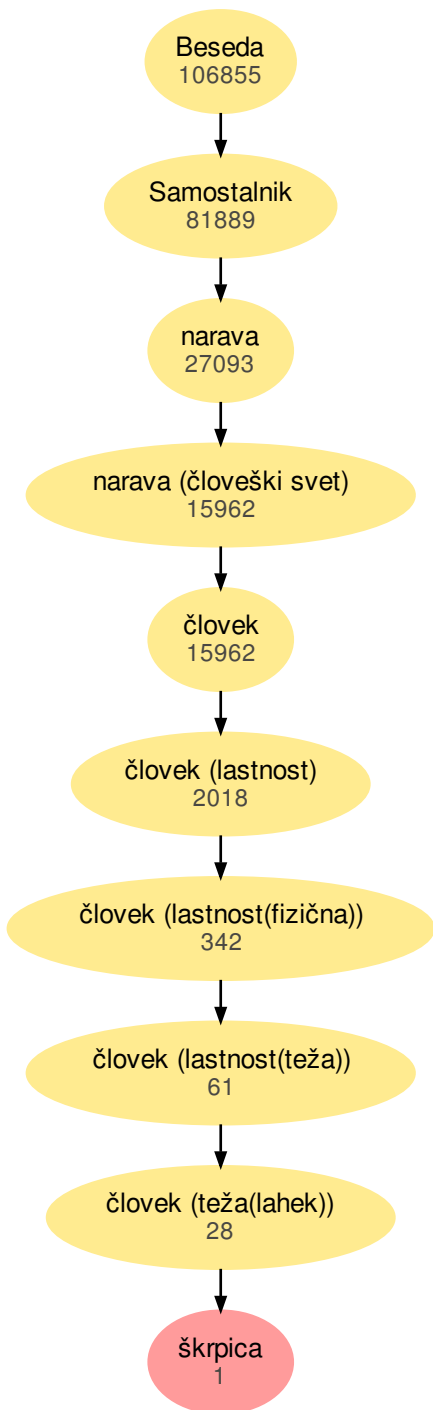 Beseda
106855
Samostalnik
81889
narava
27093
narava (človeški svet)
15962
človek
15962
človek (lastnost)
2018
človek (lastnost(fizična))
342
človek (lastnost(teža))
61
človek (teža(lahek))
28
škrpica
1